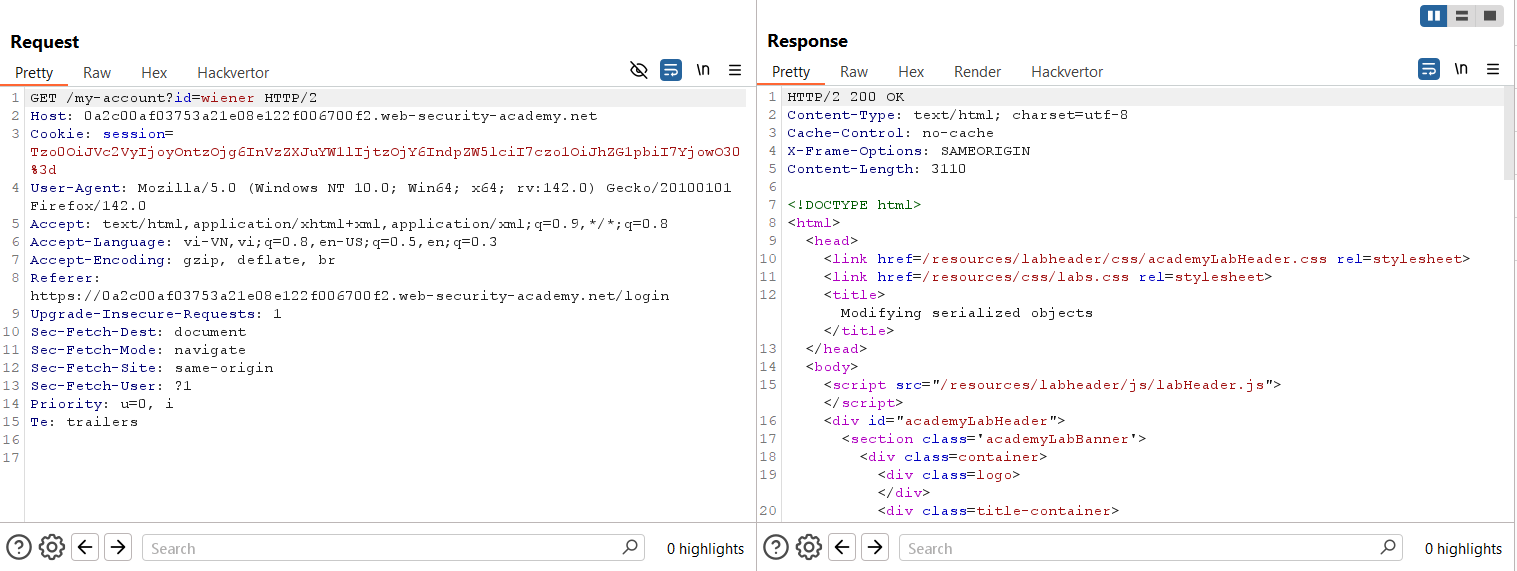 Request
Pretty Raw Hex Hackvertor
\n
1 GET /my-account?id=wiener HTTP/2
2 Host: 0a2c00af03753a21e08e122f006700f2.web-security-academy.net
3 Cookie: session=
Tzo0OiJVc2VyIjoyOntzOjg6InVzZXJuYW1lIjtzOjY6IndpZW5lciI7czo1OiJhZG1pbiI7YjowO30
%3d
4 User-Agent: Mozilla/5.0 (Windows NT 10.0; Win64; x64; rv:142.0) Gecko/20100101
Firefox/142.0
5 Accept: text/html,application/xhtml+xml,application/xml;q=0.9,*/*;q=0.8
6 Accept-Language: vi-VN,vi;q=0.8,en-US;q=0.5,en;q=0.3
7 Accept-Encoding: gzip, deflate, br
8 Referer:
https://0a2c00af03753a21e08e122f006700f2.web-security-academy.net/login
9 Upgrade-Insecure-Requests: 1
10 Sec-Fetch-Dest: document
11 Sec-Fetch-Mode: navigate
12 Sec-Fetch-Site: same-origin
13 Sec-Fetch-User: ?1
14 Priority: u=0, i
15 Te: trailers
16
17
Search
0 highlights
Response
Pretty Raw Hex Render Hackvertor
\n
1 HTTP/2 200 OK
2 Content-Type: text/html; charset=utf-8
3 Cache-Control: no-cache
4 X-Frame-Options: SAMEORIGIN
5 Content-Length: 3110
6
7 <!DOCTYPE html>
8 <html>
9 <head>
10 <link href=/resources/labheader/css/academyLabHeader.css rel=stylesheet>
11 <link href=/resources/css/labs.css rel=stylesheet>
12 <title>
Modifying serialized objects
</title>
13 </head>
14 <body>
15 <script src="/resources/labheader/js/labHeader.js">
</script>
16 <div id="academyLabHeader">
17 <section class='academyLabBanner'>
18 <div class=container>
19 <div class=logo>
</div>
20 <div class=title-container>
Search
0 highlights